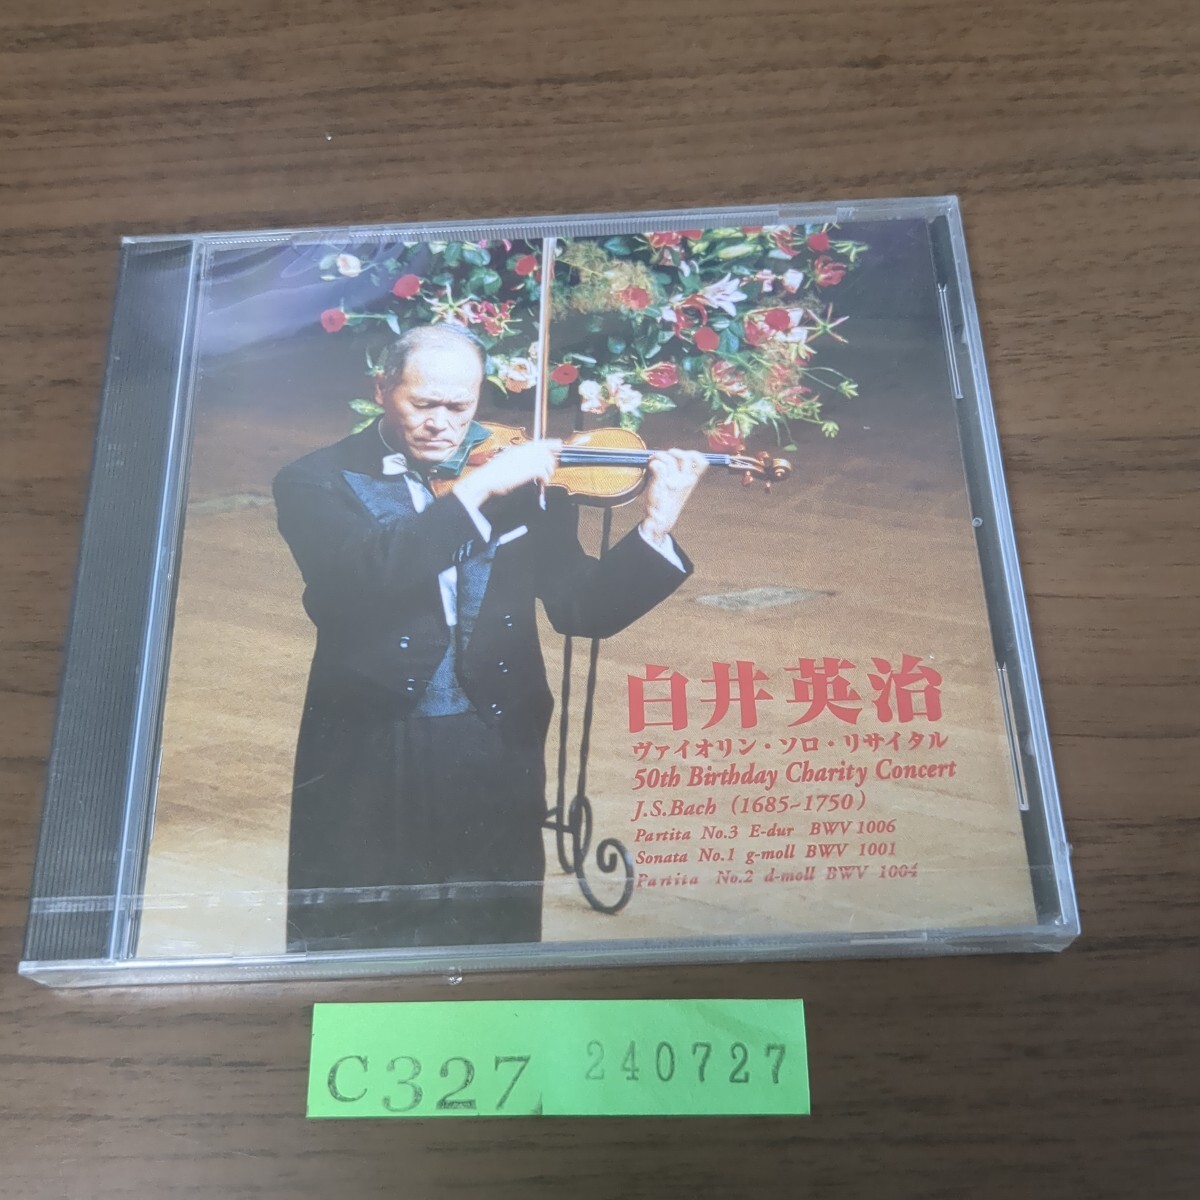 白井英治
ヴァイオリン・ソロ・リサイタル
50th Birthday Charity Concert
J.S.Bach (1685~1750)
Partita No.3 E-dur BWV 1006
Sonata No.1 g-moll BWV 1001
Partita No.2 d-moll BWV 1004
C327 240727